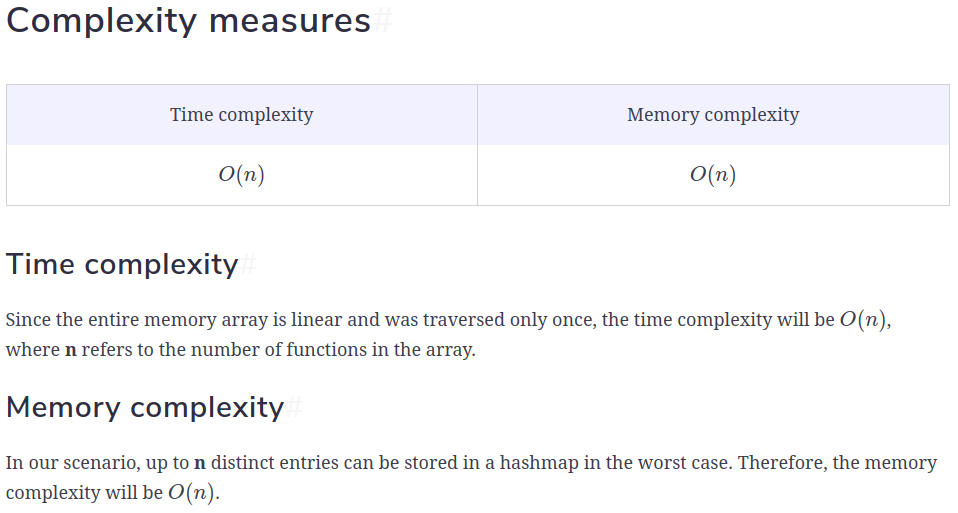 Complexity measures#
Time complexity
Memory complexity
O(n)
O(n)
Time complexity#
Since the entire memory array is linear and was traversed only once, the time complexity will be O(n),
where n refers to the number of functions in the array.
Memory complexity#
In our scenario, up to n distinct entries can be stored in a hashmap in the worst case. Therefore, the memory
complexity will be O(n).